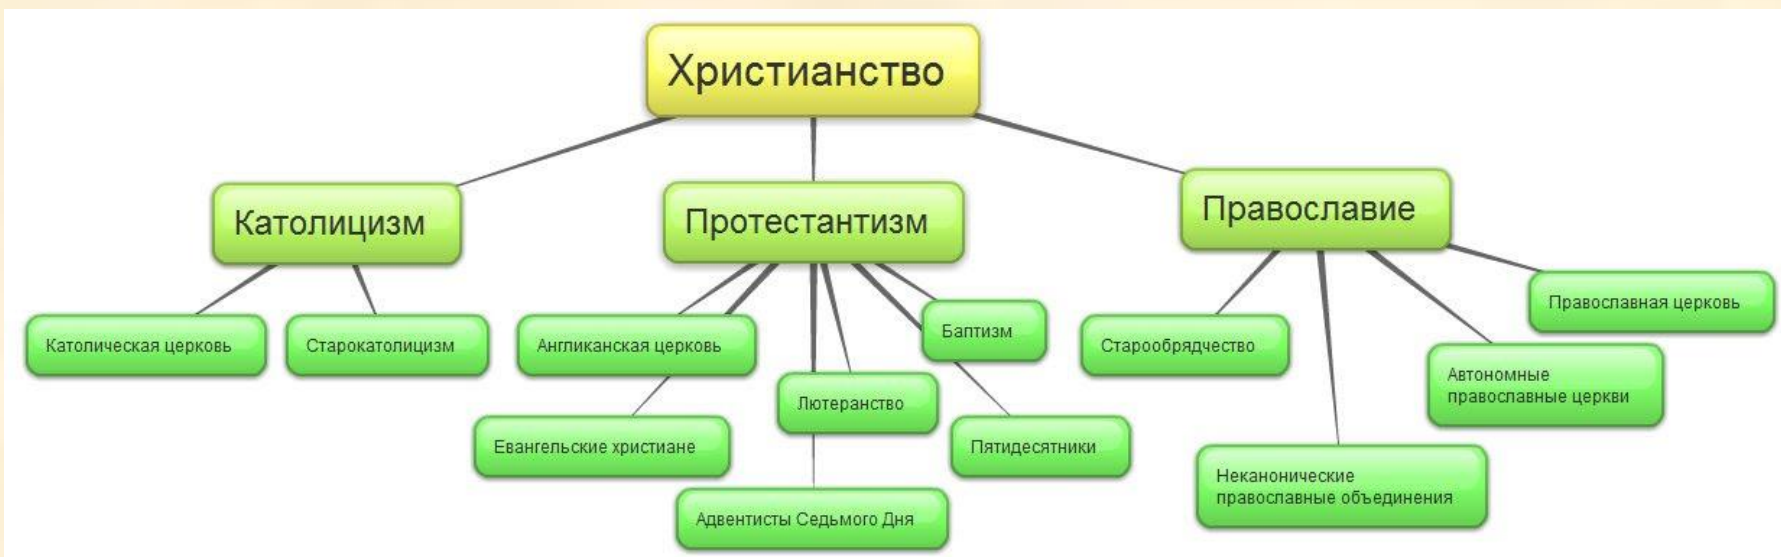 Христианство
Католицизм
Протестантизм
Православие
Католическая церковь
Старокатолицизм
Англиканская церковь
Баптизм
Лютеранство
Евангельские христиане
Пятидесятники
Адвентисты Седьмого Дня
Старообрядчество
Православная церковь
Автономные
православные церкви
Неканонические
православные объединения